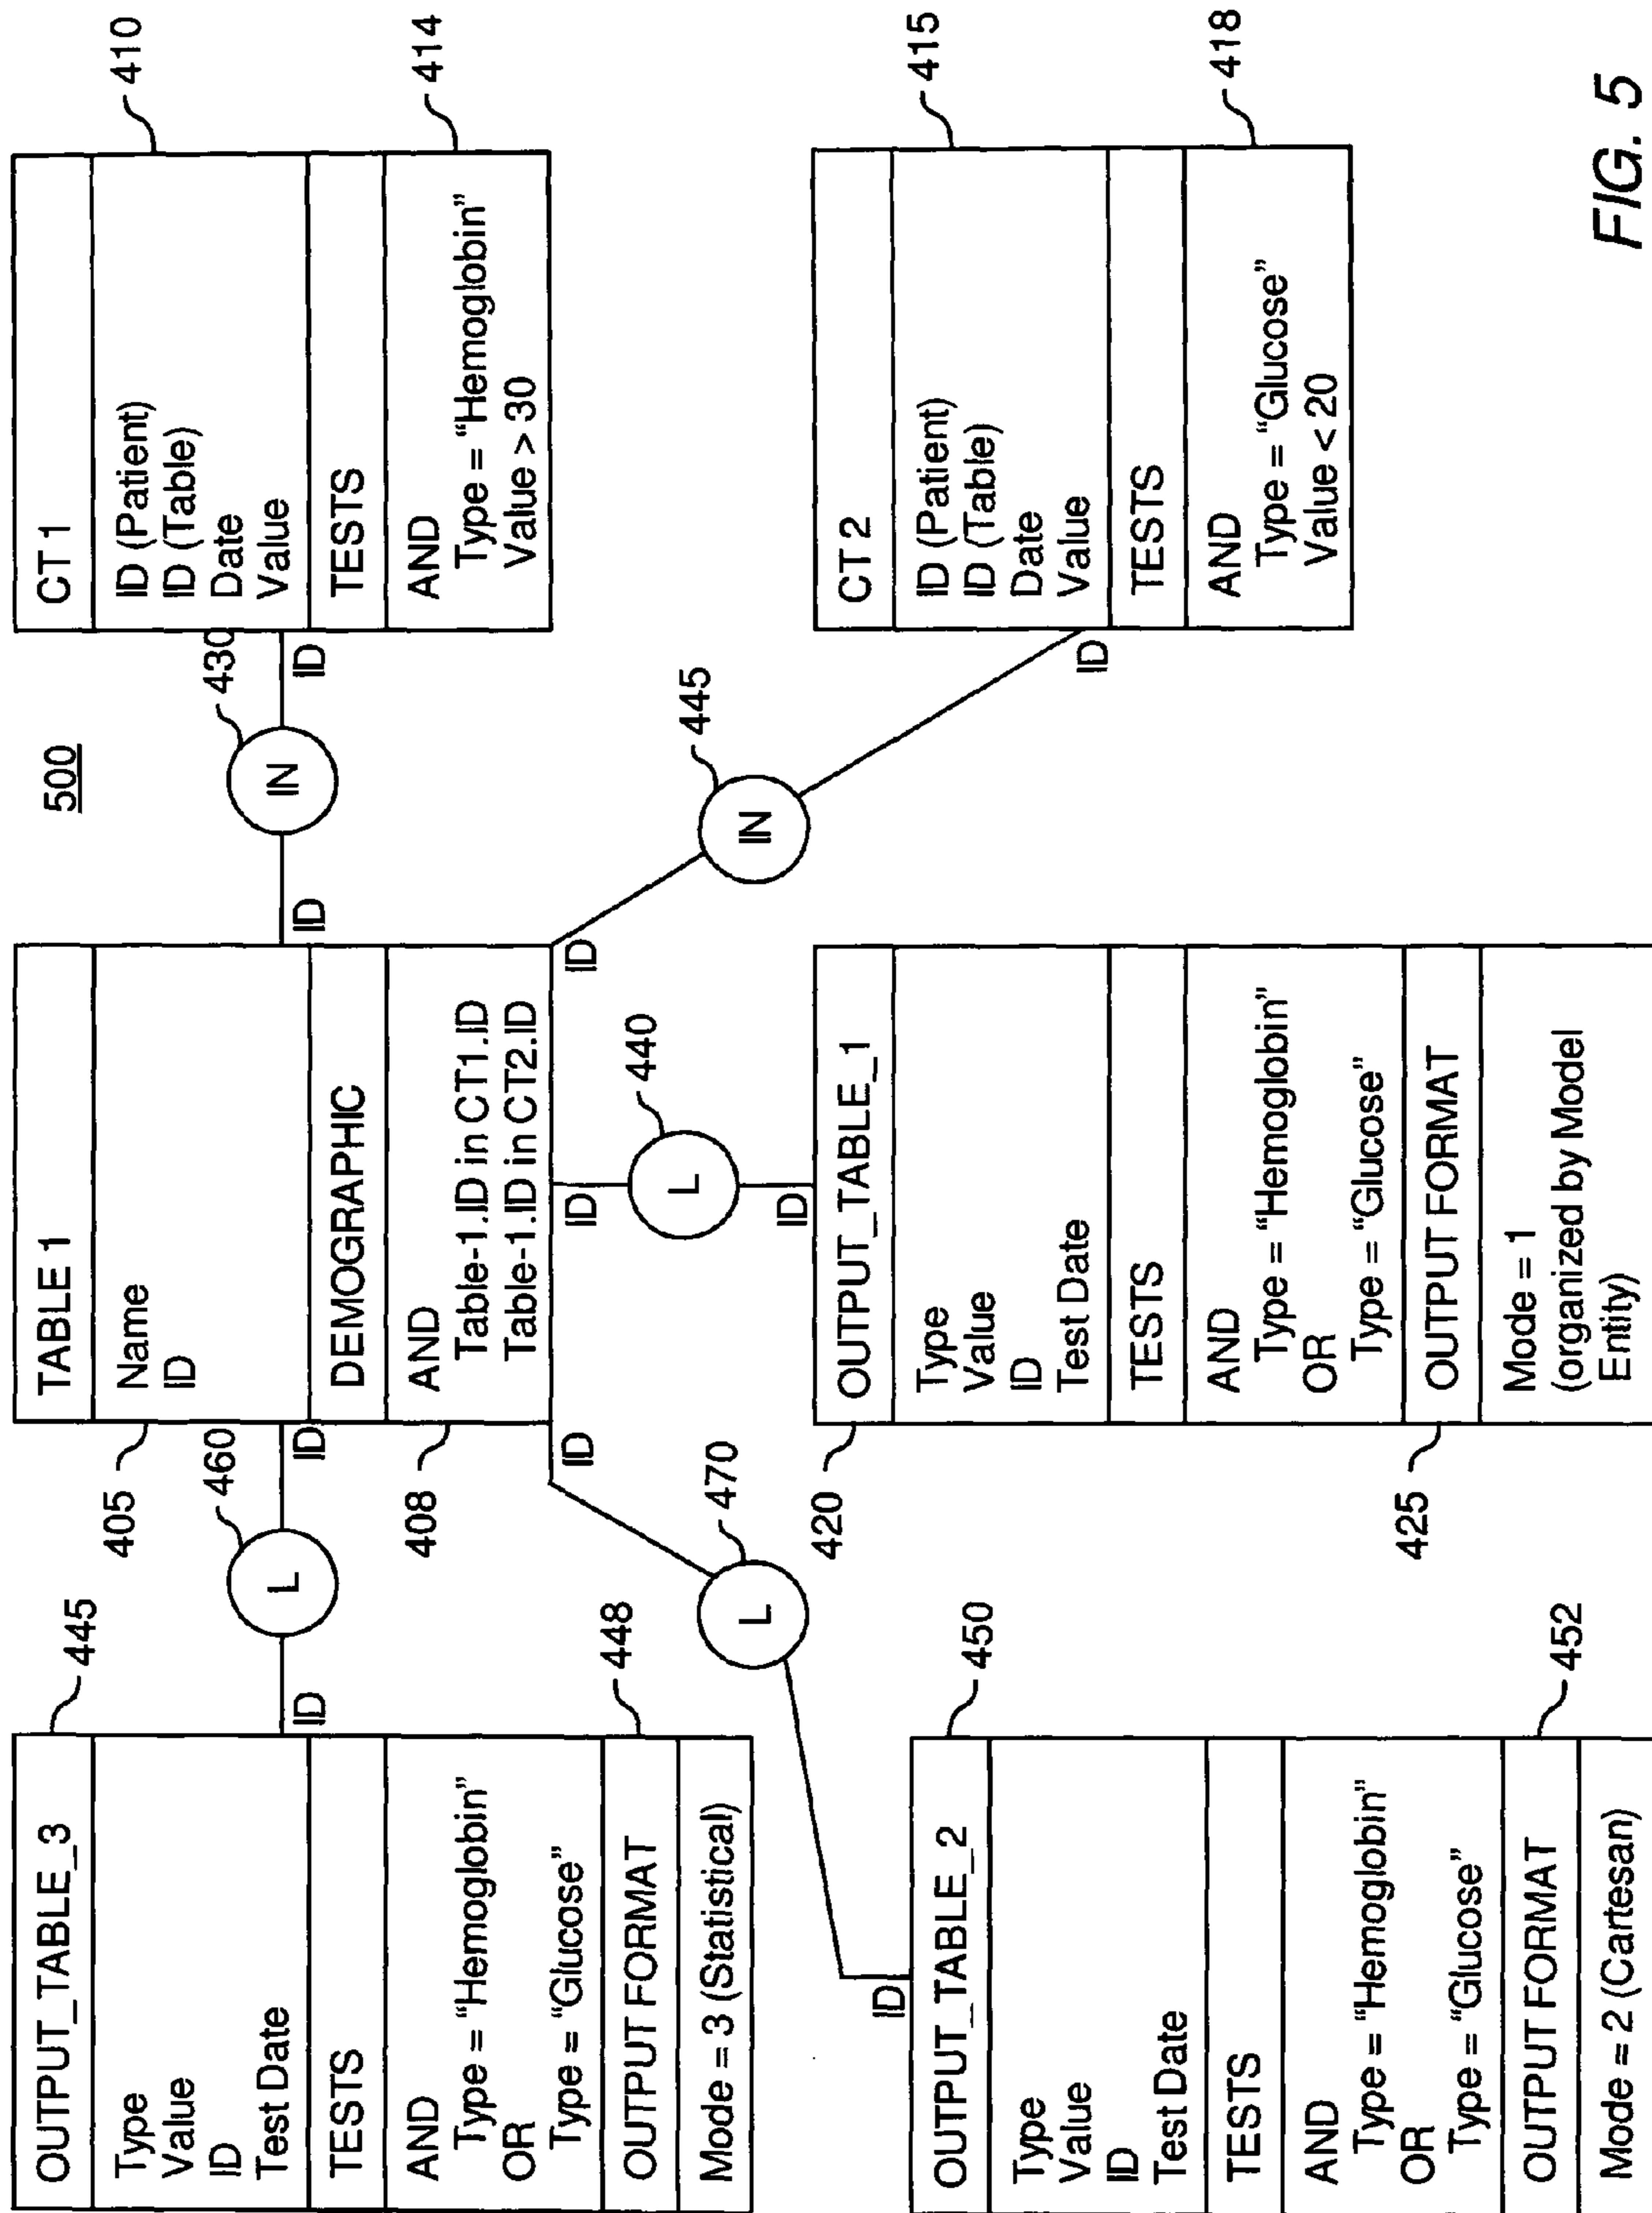 500
OUTPUT_TABLE_3
445
Type
Value
ID
Test Date
TESTS
AND
Type = “Hemoglobin”
OR
Type = “Glucose”
448
OUTPUT FORMAT
Mode = 3 (Statistical)
ID
L
460
ID
TABLE 1
Name
ID
405
DEMOGRAPHIC
AND
Table-1.ID in CT1.ID
Table-1.ID in CT2.ID
408
ID
IN
430
ID
CT 1
ID (Patient)
ID (Table)
Date
Value
410
TESTS
AND
Type = “Hemoglobin”
Value > 30
414
ID
L
470
ID
ID
L
440
ID
ID
IN
445
ID
OUTPUT_TABLE_2
450
Type
Value
ID
Test Date
TESTS
AND
Type = “Hemoglobin”
OR
Type = “Glucose”
OUTPUT FORMAT
452
Mode = 2 (Cartesan)
OUTPUT_TABLE_1
420
Type
Value
ID
Test Date
TESTS
AND
Type = “Hemoglobin”
OR
Type = “Glucose”
OUTPUT FORMAT
425
Mode = 1
(organized by Model
Entity)
CT 2
ID (Patient)
ID (Table)
Date
Value
415
TESTS
AND
Type = “Glucose”
Value < 20
418
FIG. 5